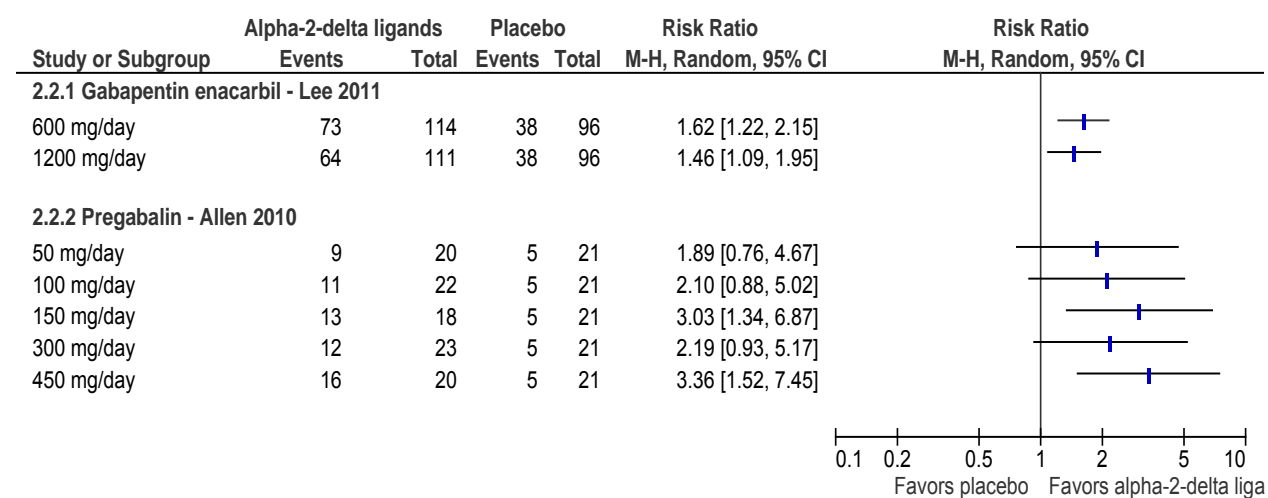 Alpha-2-delta ligands Placebo Risk Ratio Risk Ratio
Study or Subgroup Events Total Events Total M-H, Random, 95% CI M-H, Random, 95% CI
2.2.1 Gabapentin enacarbil - Lee 2011
600 mg/day 73 114 38 96 1.62 [1.22, 2.15]
1200 mg/day 64 111 38 96 1.46 [1.09, 1.95]
2.2.2 Pregabalin - Allen 2010
50 mg/day 9 20 5 21 1.89 [0.76, 4.67]
100 mg/day 11 22 5 21 2.10 [0.88, 5.02]
150 mg/day 13 18 5 21 3.03 [1.34, 6.87]
300 mg/day 12 23 5 21 2.19 [0.93, 5.17]
450 mg/day 16 20 5 21 3.36 [1.52, 7.45]
0.1 0.2 0.5 1 2 5 10
Favors placebo Favors alpha-2-delta liga